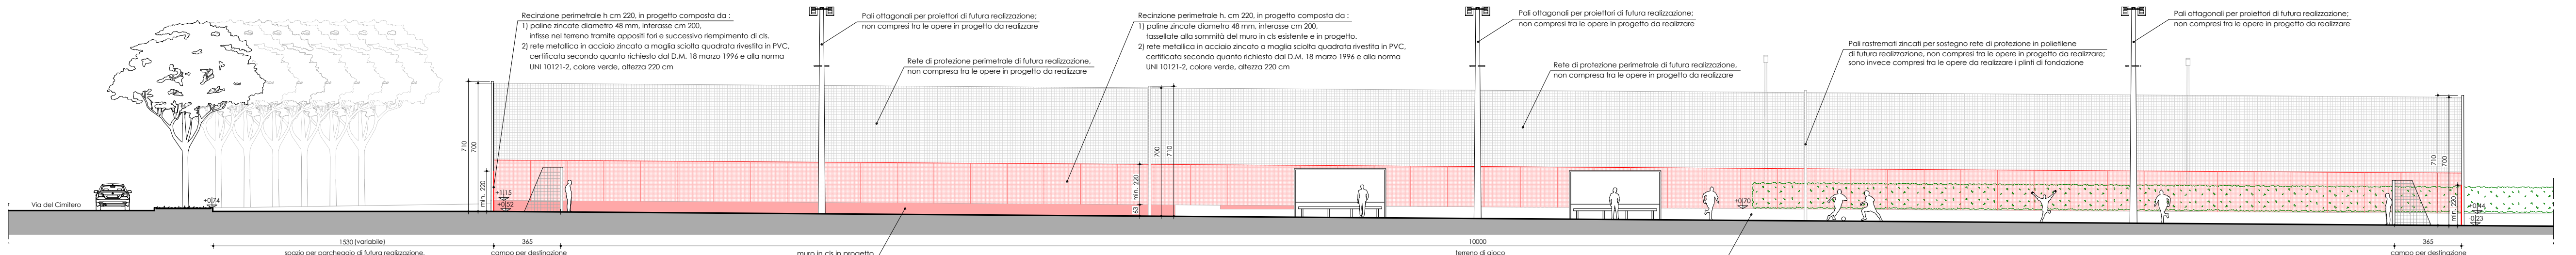 Recinzione perimetrale h cm 220, in progetto composta da :
1) paline zincate diametro 48 mm, interasse cm 200,
infisse nel terreno tramite appositi fori e successivo riempimento di cls.
2) rete metallica in acciaio zincato a maglia sciolta quadrata rivestita in PVC,
certificata secondo quanto richiesto dal D.M. 18 marzo 1996 e alla norma
UNI 10121-2, colore verde, altezza 220 cm
Pali ottagonali per proiettori di futura realizzazione;
non compresi tra le opere in progetto da realizzare
Rete di protezione perimetrale di futura realizzazione,
non compresa tra le opere in progetto da realizzare
Recinzione perimetrale h. cm 220, in progetto composta da :
1) paline zincate diametro 48 mm, interasse cm 200,
tassellate alla sommità del muro in cls esistente e in progetto.
2) rete metallica in acciaio zincato a maglia sciolta quadrata rivestita in PVC,
certificata secondo quanto richiesto dal D.M. 18 marzo 1996 e alla norma
UNI 10121-2, colore verde, altezza 220 cm
Pali ottagonali per proiettori di futura realizzazione;
non compresi tra le opere in progetto da realizzare
Rete di protezione perimetrale di futura realizzazione,
non compresa tra le opere in progetto da realizzare
Pali rastremati zincati per sostegno rete di protezione in polietilene
di futura realizzazione, non compresi tra le opere in progetto da realizzare;
sono invece compresi tra le opere da realizzare i plinti di fondazione
Pali ottagonali per proiettori di futura realizzazione;
non compresi tra le opere in progetto da realizzare
710
700
min. 220
+1|15
+0|52
700
710
63
min. 220
+0|70
710
700
min. 220
-0|23
Via del Cimitero
+0|74
1530 (variabile)
365
10000
365
spazio per parcheggio di futura realizzazione,
campo per destinazione
muro in cls in progetto
terreno di gioco
campo per destinazione